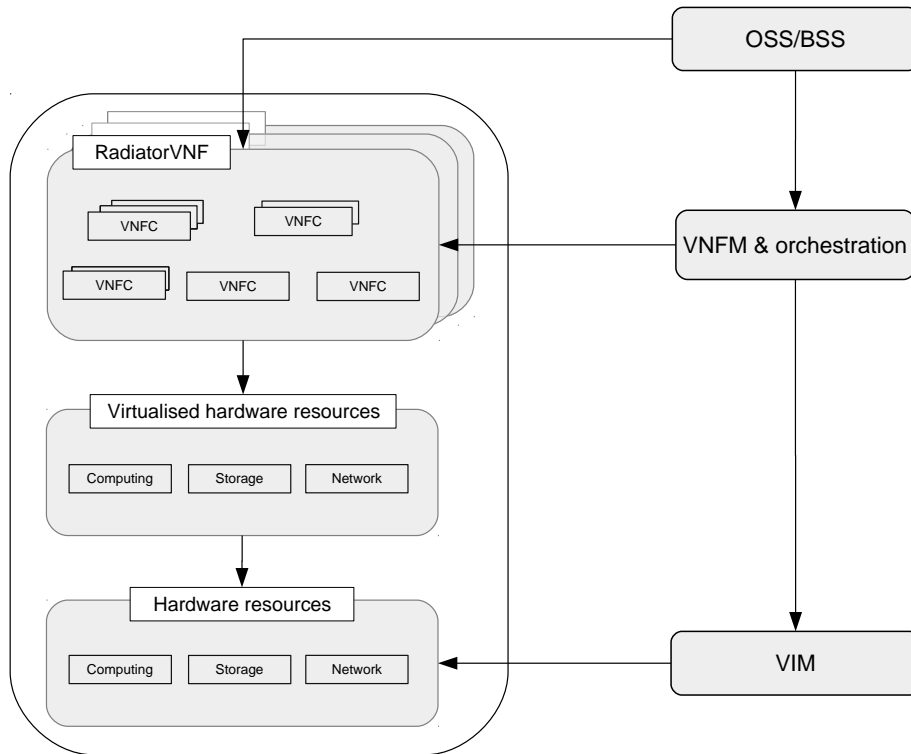 OSS/BSS
RadiatorVNF
VNFC
VNFC
VNFM & orchestration
VNFC
VNFC
VNFC
Virtualised hardware resources
Computing
Storage
Network
Hardware resources
Computing
Storage
Network
VIM